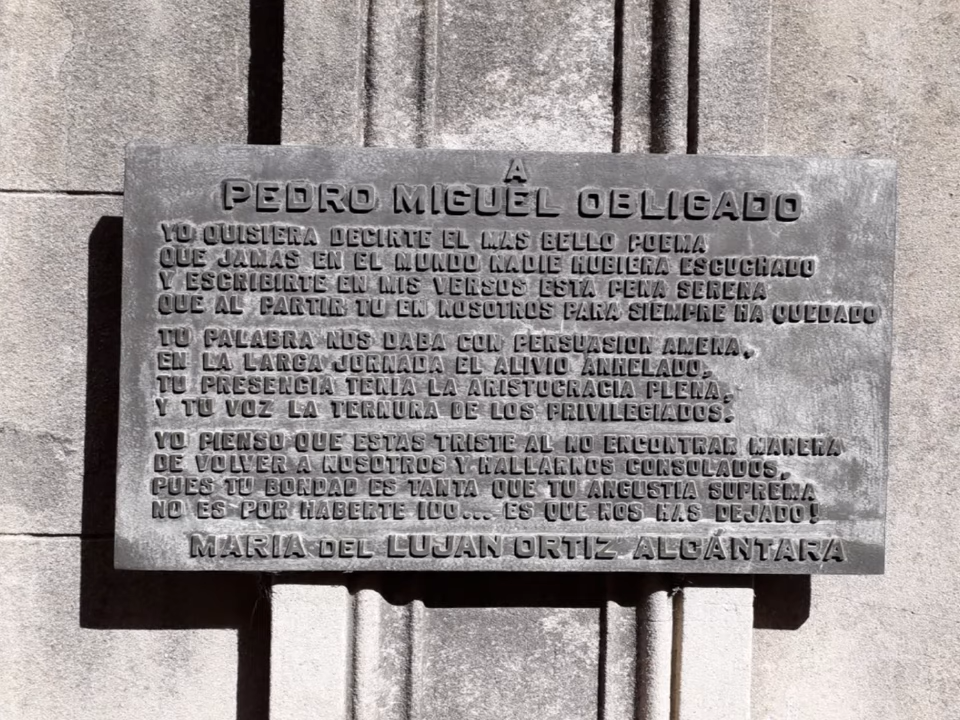 A
PEDRO MIGUEL OBLIGADO
YO QUISIERA DECIRTE EL MAS BELLO POEMA
QUE JAMAS EN EL MUNDO NADIE HUBIERA ESCUCHADO
Y ESCRIBIRTE EN MIS VERSOS ESTA PENA SERENA
QUE AL PARTIR TU EN NOSOTROS PARA SIEMPRE HA QUEDADO
TU PALABRA NOS DABA CON PERSUASION AMENA,
EN LA LARGA JORNADA EL ALIVIO ANHELADO,
TU PRESENCIA TENIA LA ARISTOCRACIA PLENA,
Y TU VOZ LA TERNURA DE LOS PRIVILEGIADOS.
YO PIENSO QUE ESTAS TRISTE AL NO ENCONTRAR MANERA
DE VOLVER A NOSOTROS Y HALLARNOS CONSOLADOS,
PUES TU BONDAD ES TANTA QUE TU ANGUSTIA SUPREMA
NO ES POR HABERTE IDO... ES QUE NOS HAS DEJADO!
MARIA DEL LUJAN ORTIZ ALCÁNTARA